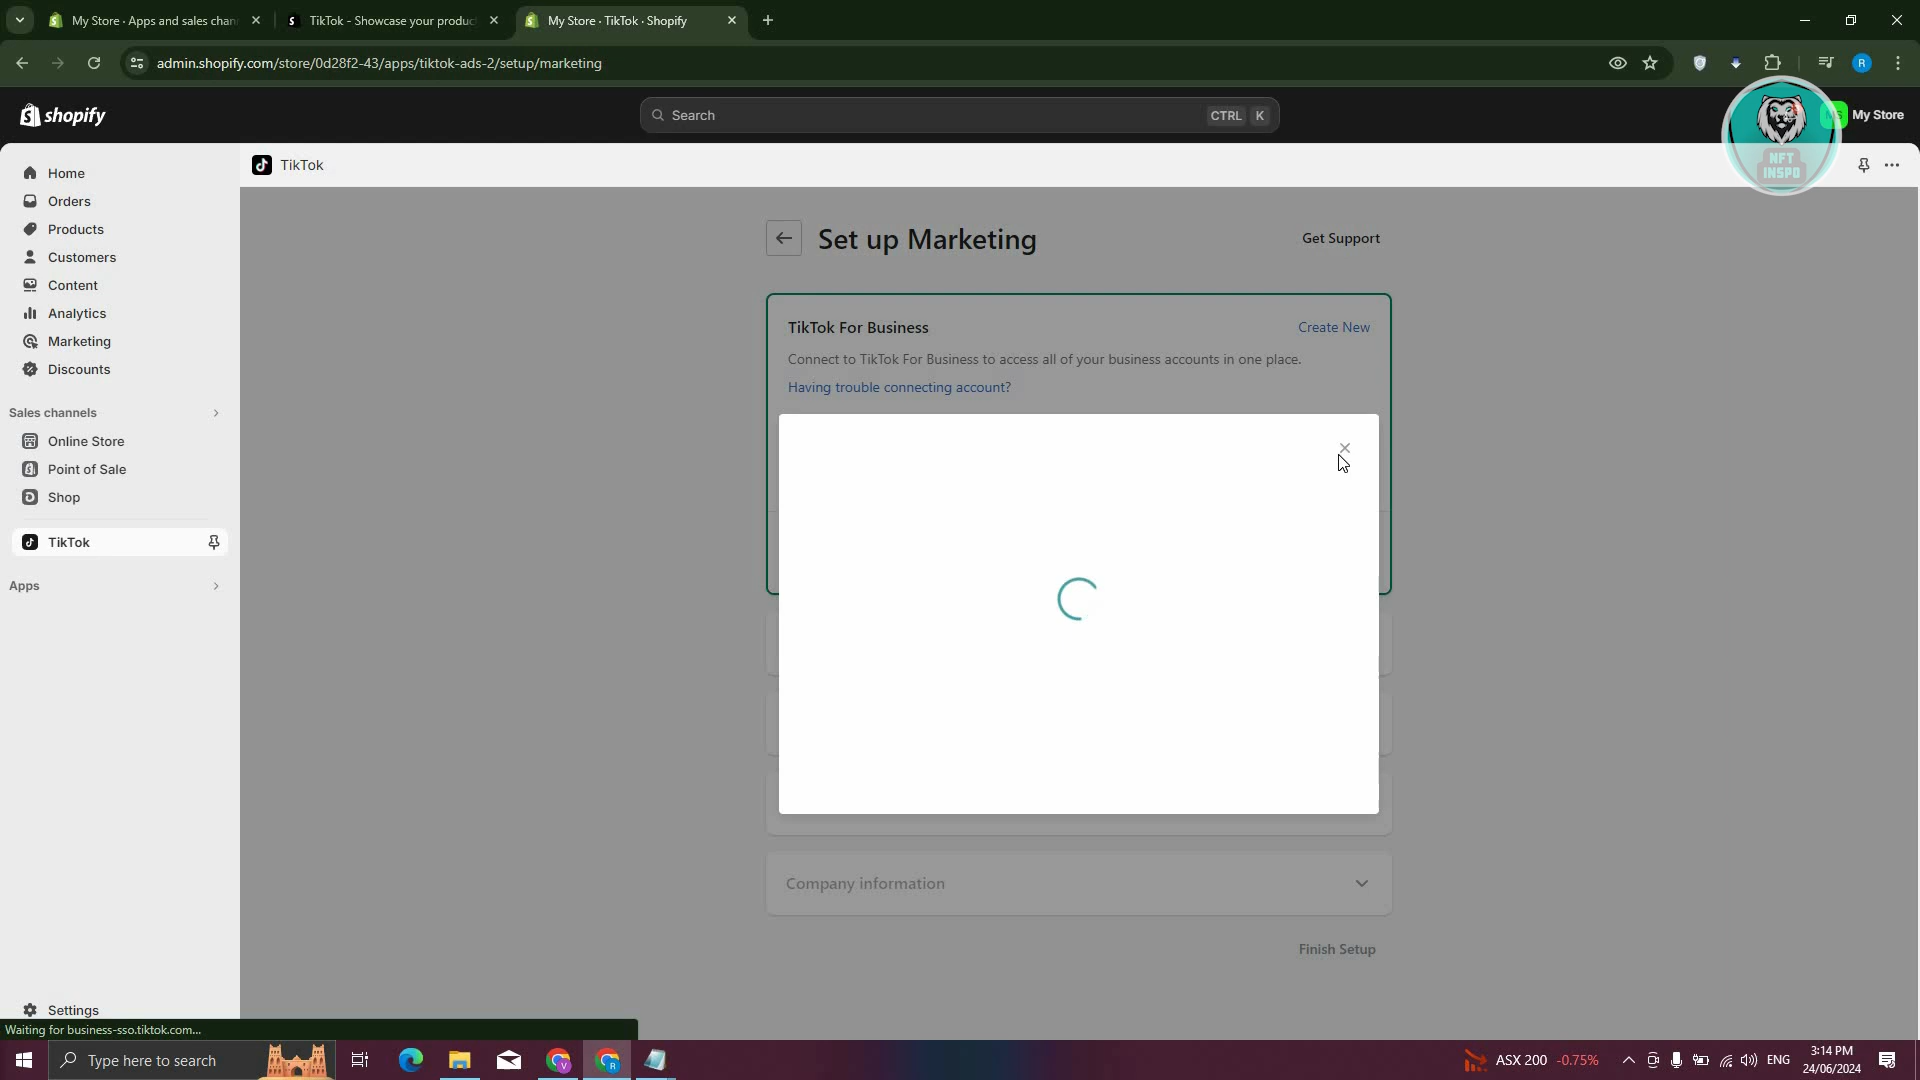 My Store · Apps and sales chan
TikTok - Showcase your produc
My Store · TikTok · Shopify
admin.shopify.com/store/0d28f2-43/apps/tiktok-ads-2/setup/marketing
R
shopify
Search
CTRL K
My Store
NFT
INSPO
Home
Orders
Products
Customers
Content
Analytics
Marketing
Discounts
Sales channels
Online Store
Point of Sale
Shop
TikTok
Apps
Settings
TikTok
Set up Marketing
Get Support
TikTok For Business
Create New
Connect to TikTok For Business to access all of your business accounts in one place.
Having trouble connecting account?
Company information
Finish Setup
Waiting for business-sso.tiktok.com...
Type here to search
ASX 200 -0.75%
ENG
3:14 PM
24/06/2024